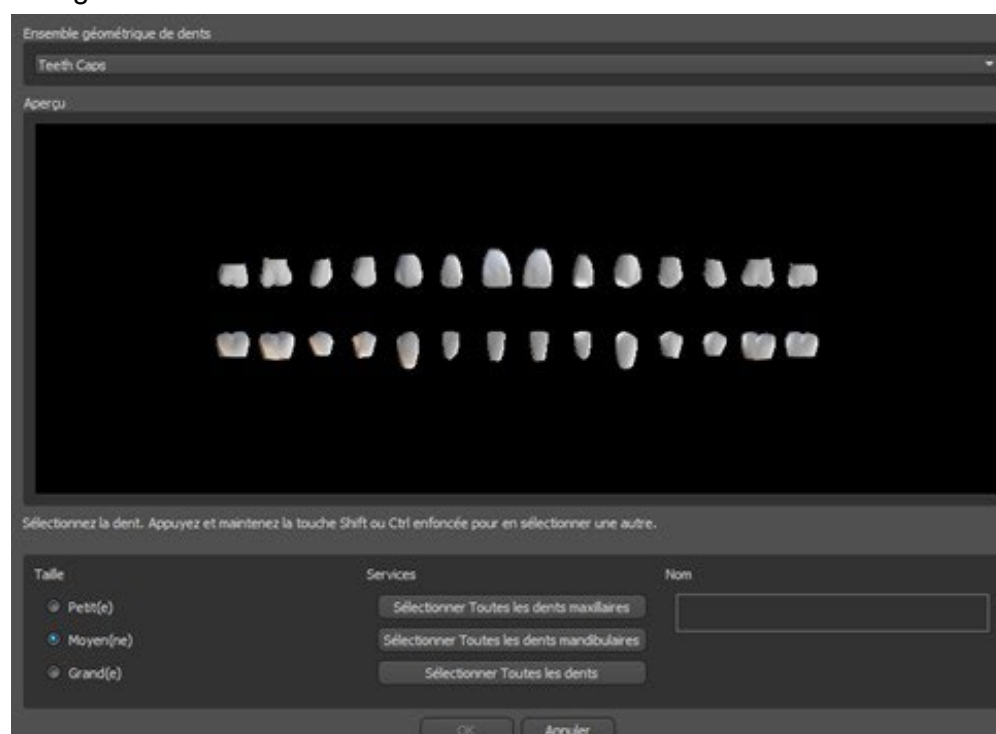 Ensemble géométrique de dents
Teeth Caps
Aperçu
Sélectionnez la dent. Appuyez et maintenez la touche Shift ou Ctrl enfoncée pour en sélectionner une autre.
Taille
Services
Nom
Petit(e)
Sélectionner Toutes les dents maxillaires
Moyen(ne)
Sélectionner Toutes les dents mandibulaires
Grand(e)
Sélectionner Toutes les dents
OK
Annuler